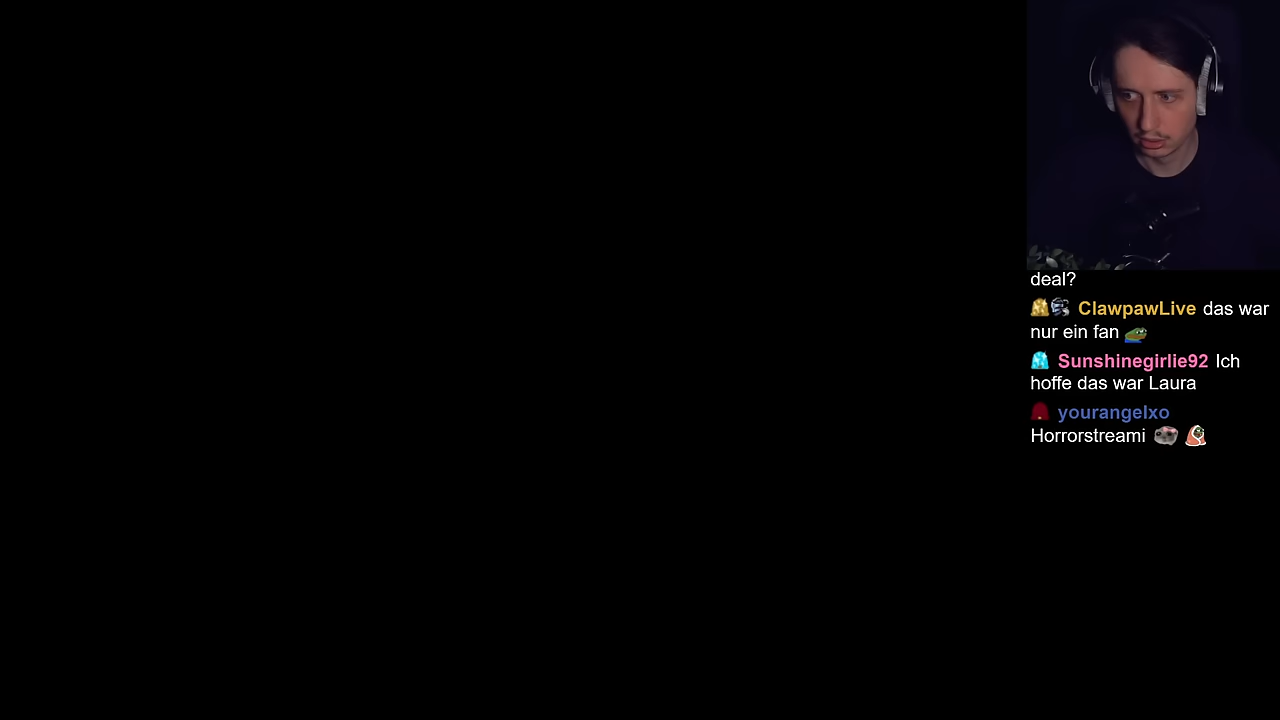 deal?
ClawpawLive das war
nur ein fan
Sunshinegirlie92 Ich
hoffe das war Laura
yourangelxo
Horrorstreami